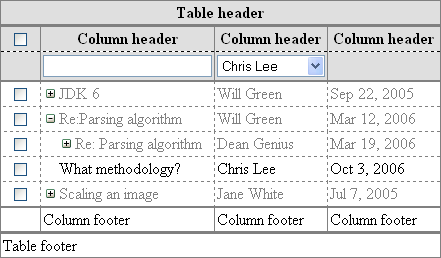 Table header
Column header Column header Column header
Chris Lee
JDK 6 Will Green Sep 22, 2005
Re:Parsing algorithm Will Green Mar 12, 2006
Re: Parsing algorithm Dean Genius Mar 19, 2006
What methodology? Chris Lee Oct 3, 2006
Scaling an image Jane White Jul 7, 2005
Column footer Column footer Column footer
Table footer